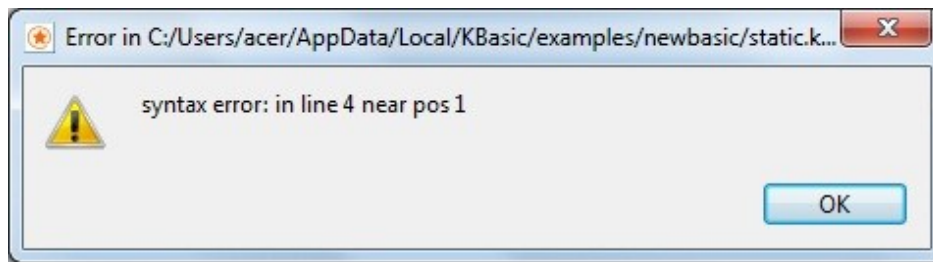 Error in C:/Users/acer/AppData/Local/KBasic/examples/newbasic/static.k...
syntax error: in line 4 near pos 1
OK